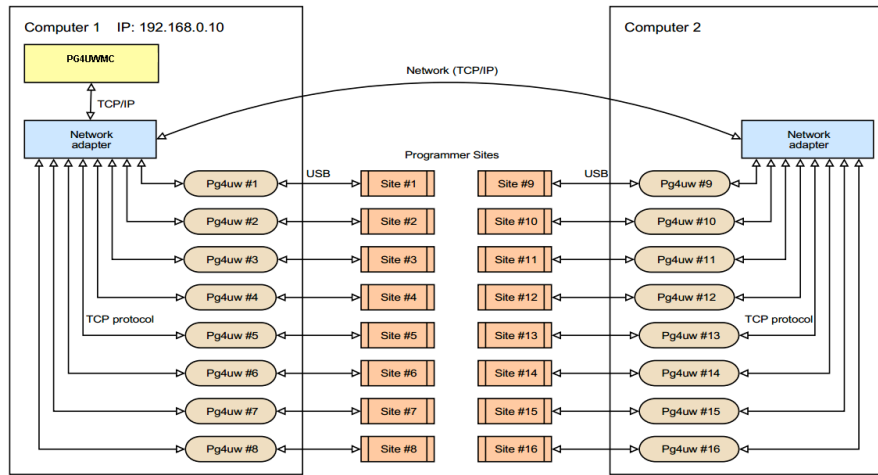 Computer 1 IP: 192.168.0.10
Computer 2
PG4UWMC
TCP/IP
Network (TCP/IP)
Network
adapter
Network
adapter
Programmer Sites
USB
USB
Pg4uw #1
Site #1
Site #9
Pg4uw #9
Pg4uw #2
Site #2
Site #10
Pg4uw #10
Pg4uw #3
Site #3
Site #11
Pg4uw #11
Pg4uw #4
Site #4
Site #12
Pg4uw #12
TCP protocol
TCP protocol
Pg4uw #5
Site #5
Site #13
Pg4uw #13
Pg4uw #6
Site #6
Site #14
Pg4uw #14
Pg4uw #7
Site #7
Site #15
Pg4uw #15
Pg4uw #8
Site #8
Site #16
Pg4uw #16